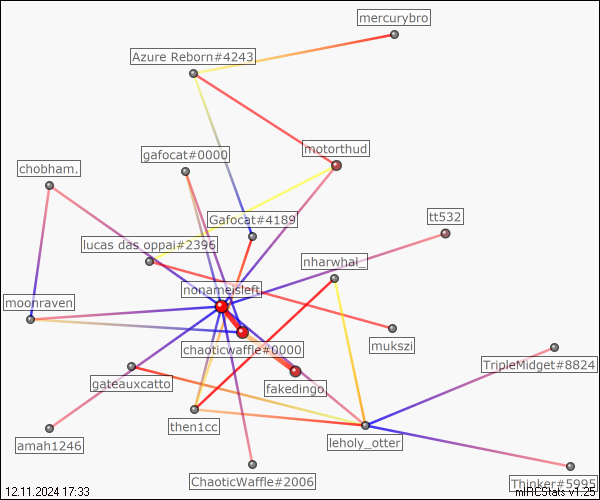 mercurybro
Azure Reborn#4243
gafocat#0000
motorthud
chobham.
Gafocat#4189
tt532
lucas das oppai#2396
nharwhal_
nonameisleft
moonraven
chaoticwaffle#0000
mukszi
TripleMidget#8824
gateauxcatto
fakedingo
then1cc
leholy_otter
amah1246
ChaoticWaffle#2006
Thinker#5995
12.11.2024 17:33
mIRCStats v1.25